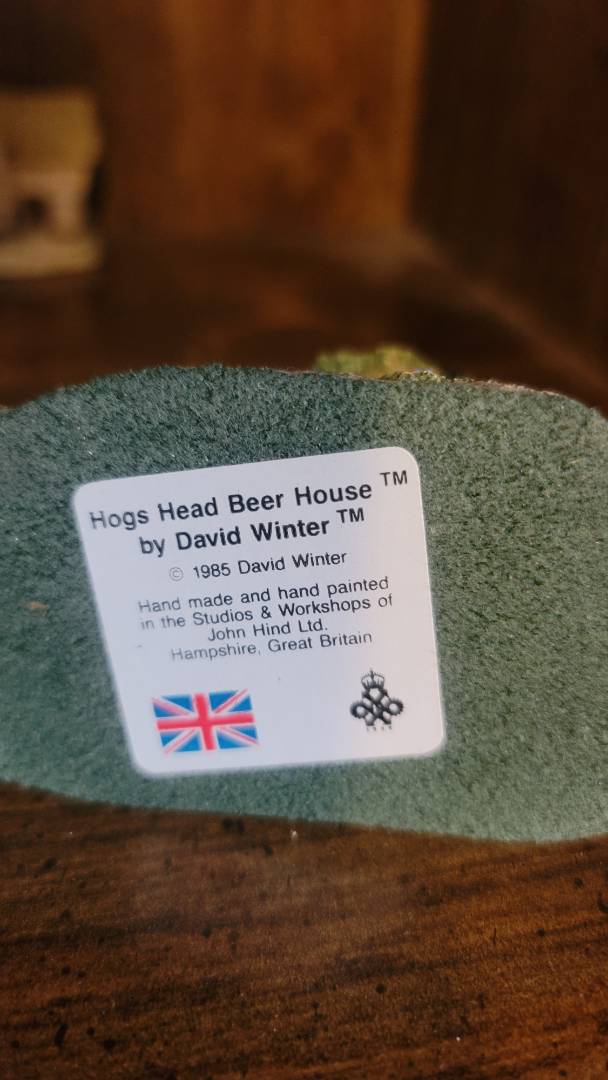 Hogs Head Beer House ™
by David Winter ™
© 1985 David Winter
Hand made and hand painted
in the Studios & Workshops of
John Hind Ltd.
Hampshire, Great Britain